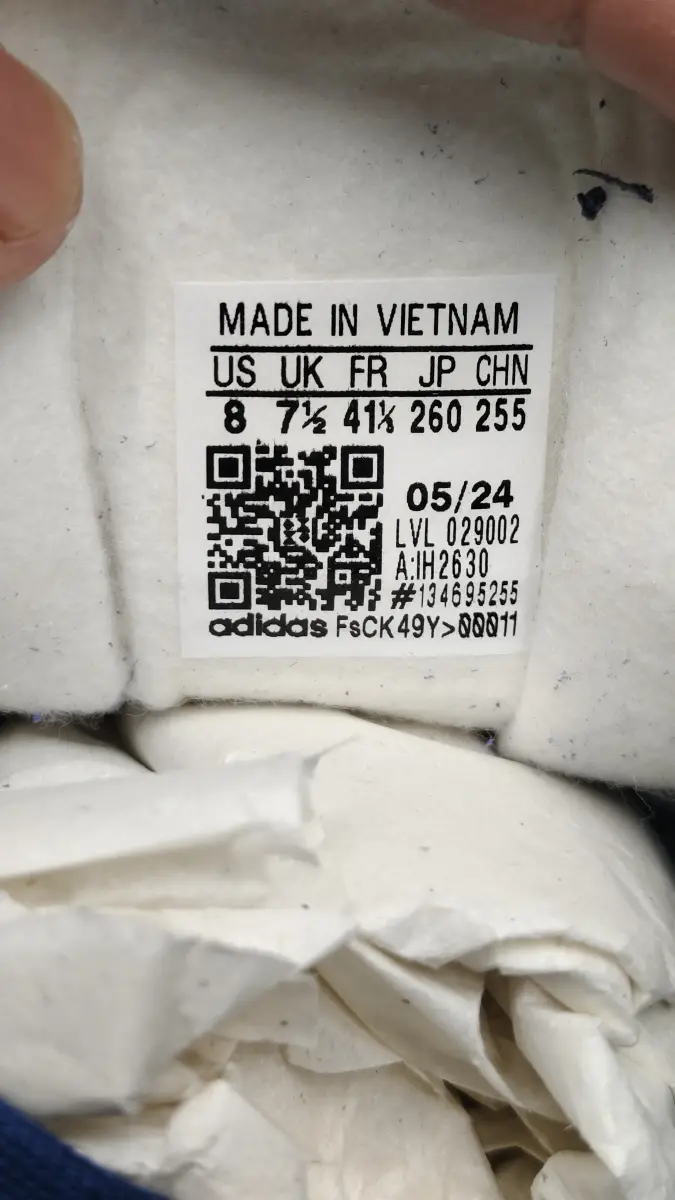 MADE IN VIETNAM
US UK FR JP CHN
8 7½ 41⅓ 260 255
05/24
LVL 029002
A:IH2630
#134695255
adidas FsCK49Y>00011